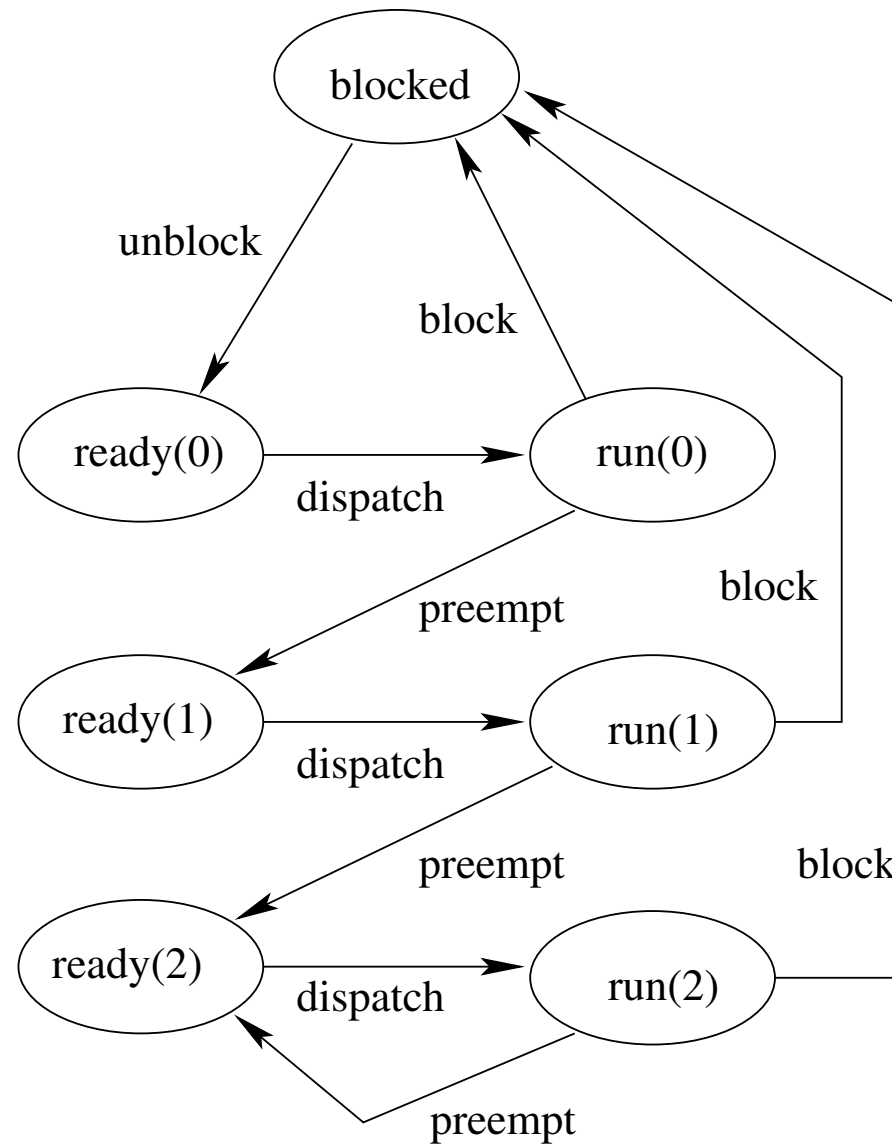 blocked
unblock
block
ready(0)
run(0)
dispatch
block
preempt
ready(1)
run(1)
dispatch
preempt
block
ready(2)
run(2)
dispatch
preempt